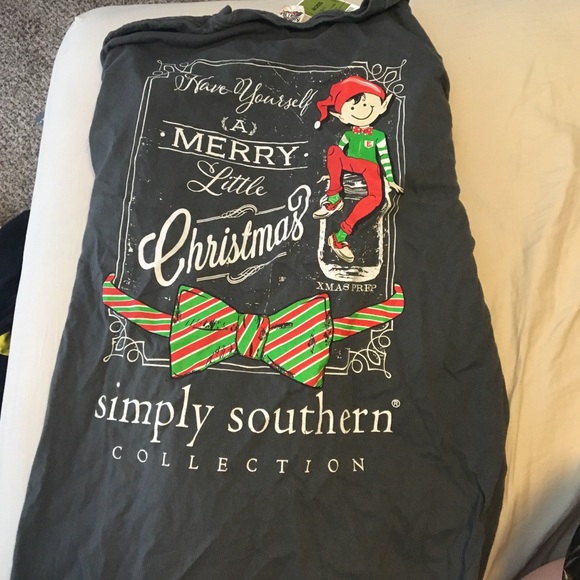 Have Yourself
(A)
MERRY
Little
Christmas
XMAS PREP
simply southern®
COLLECTION